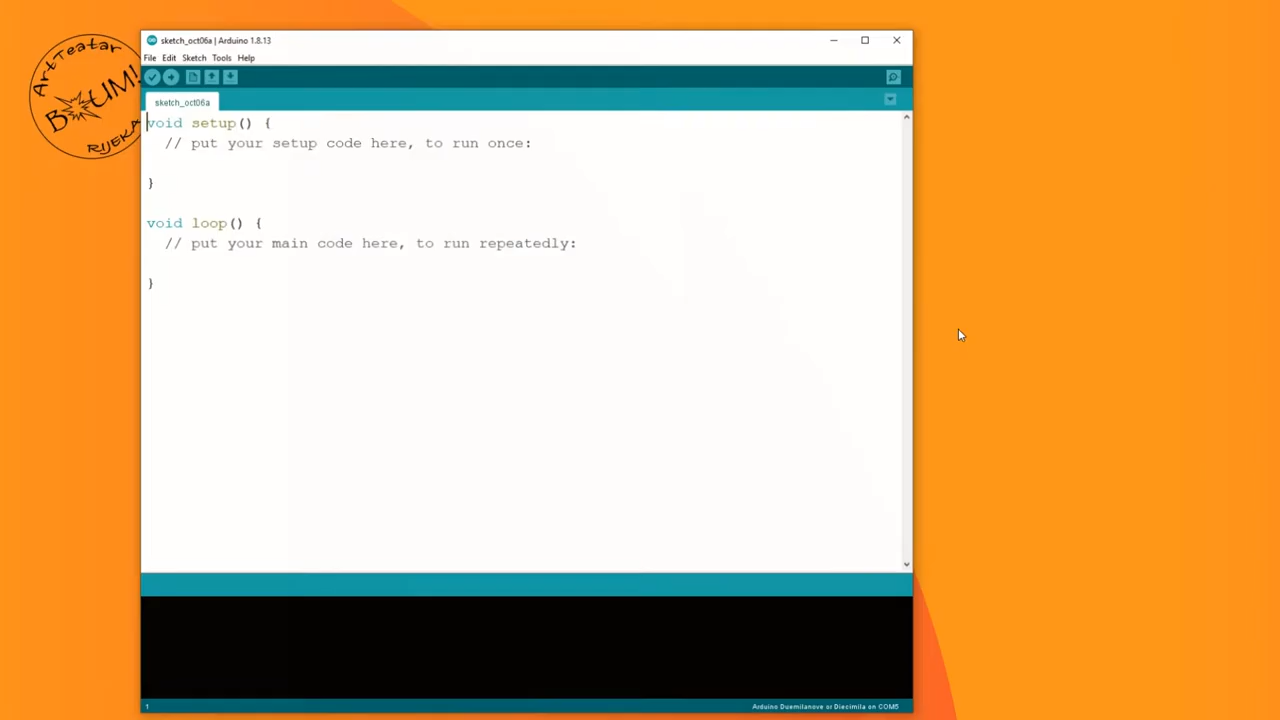 ArtTeatar
BUM!
RIJEKA
sketch_oct06a | Arduino 1.8.13
File Edit Sketch Tools Help
sketch_oct06a
void setup() {
  // put your setup code here, to run once:
}
void loop() {
  // put your main code here, to run repeatedly:
}
1
Arduino Duemilanove or Diecimila on COM5